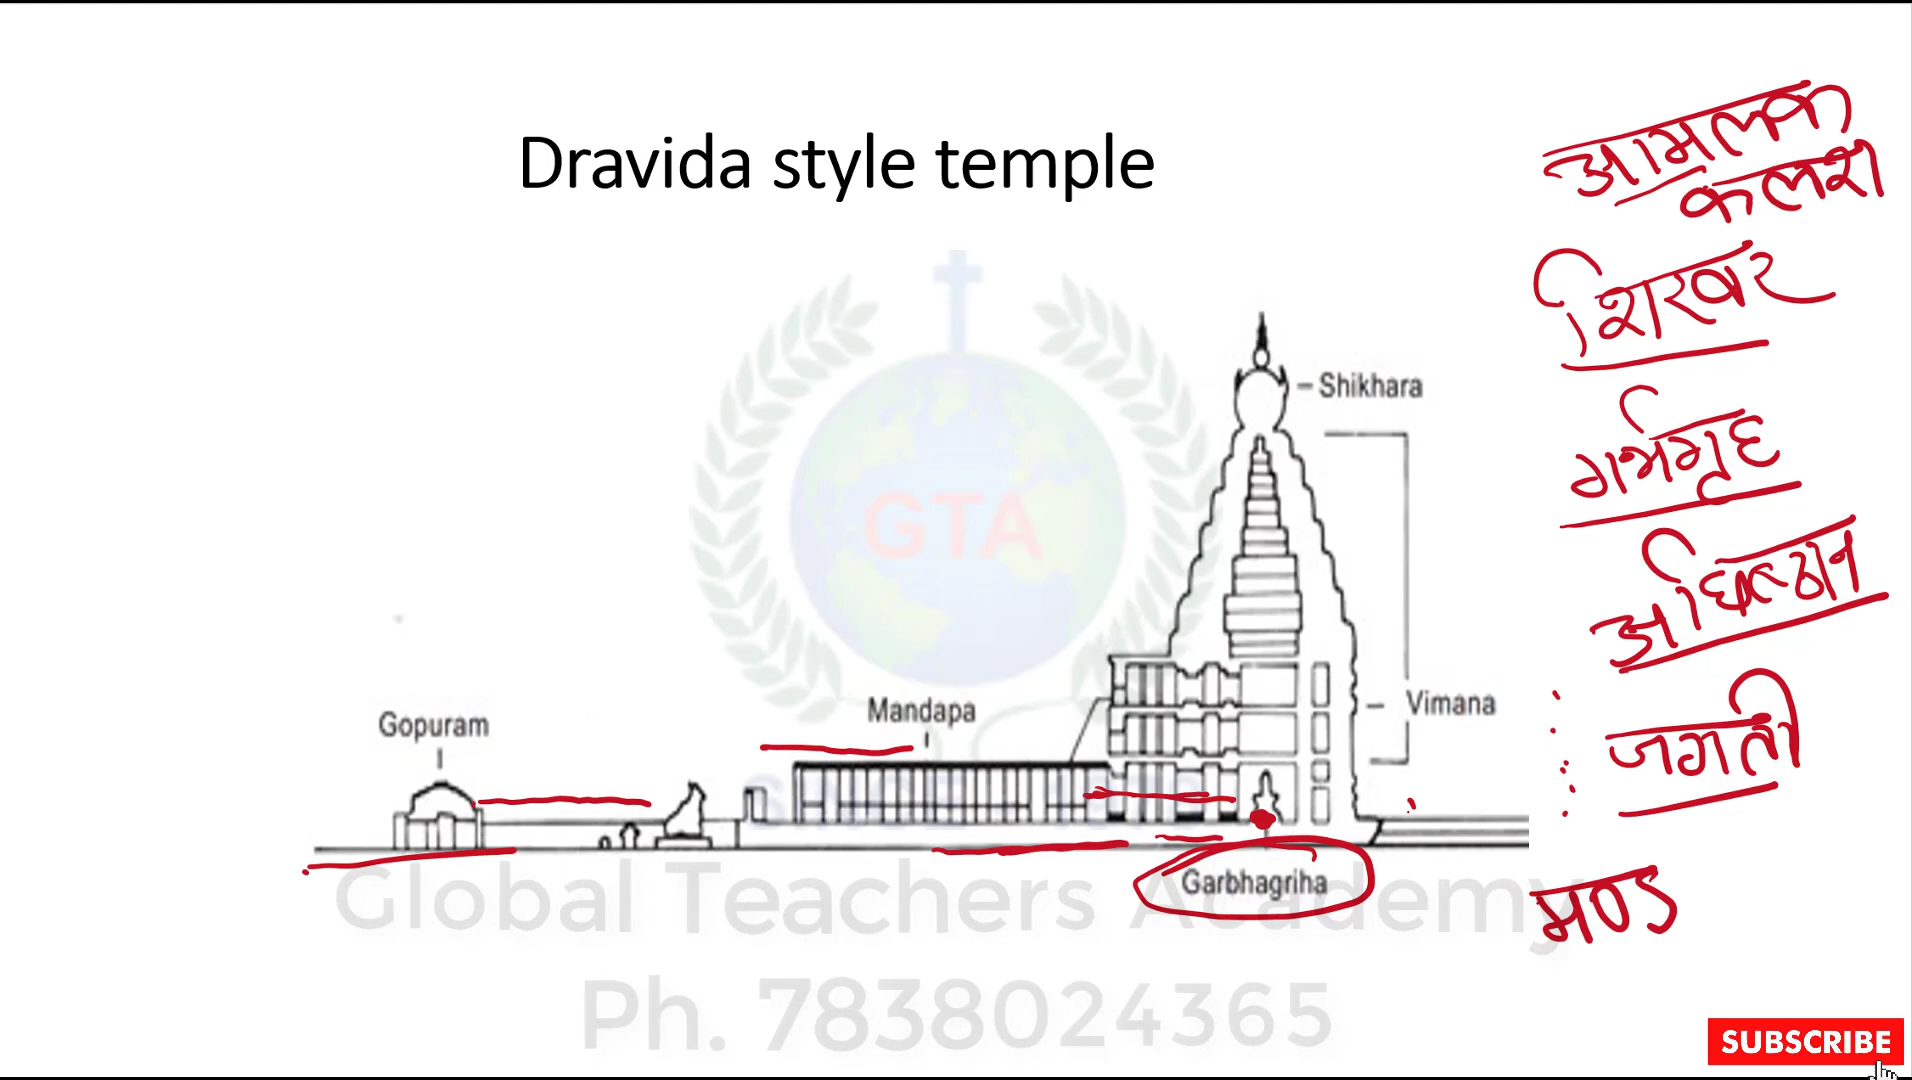 Dravida style temple
आमलक
कलश
शिखर
Shikhara
गर्भगृह
GTA
अधिष्ठान
Vimana
Mandapa
Gopuram
जगती
Garbhagriha
Global Teachers Academy
मण्ड
Ph. 7838024365
SUBSCRIBE